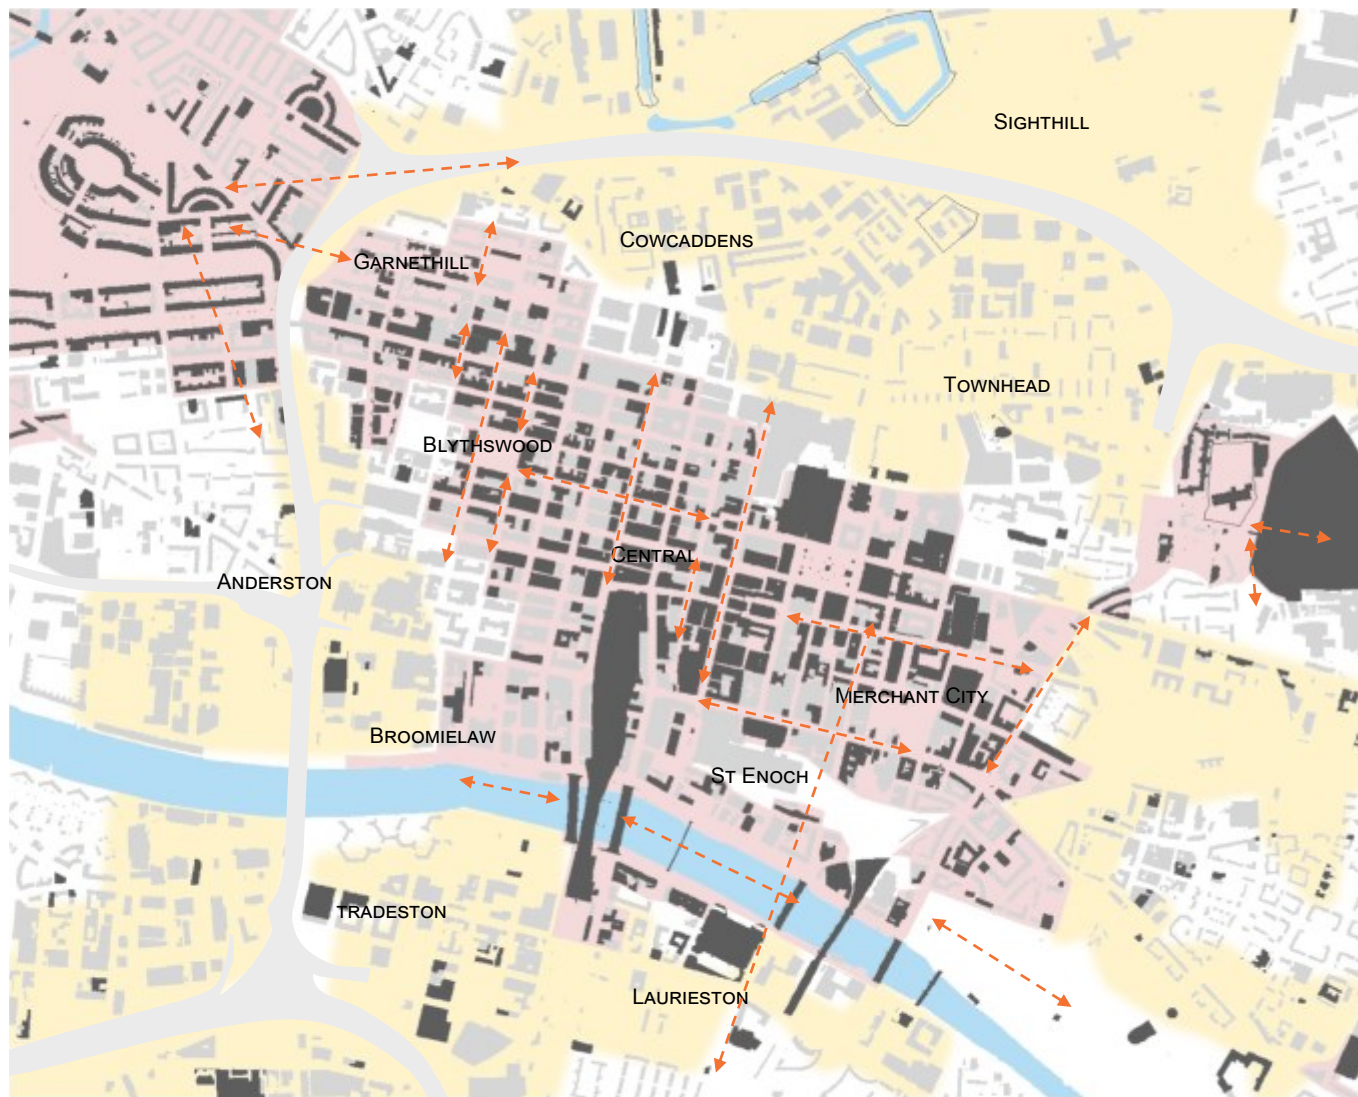 SIGHTHILL
COWCADDENS
GARNETHILL
TOWNHEAD
BLYTHSWOOD
CENTRAL
ANDERSTON
MERCHANT CITY
BROOMIELAW
ST ENOCH
TRADESTON
LAURIESTON